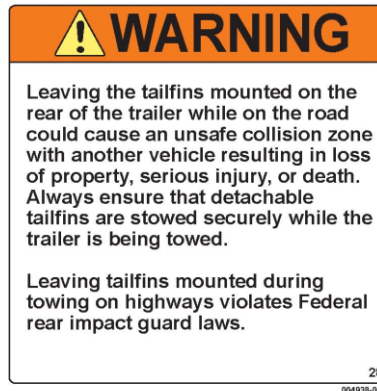 WARNING
Leaving the tailfins mounted on the
rear of the trailer while on the road
could cause an unsafe collision zone
with another vehicle resulting in loss
of property, serious injury, or death.
Always ensure that detachable
tailfins are stowed securely while the
trailer is being towed.
Leaving tailfins mounted during
towing on highways violates Federal
rear impact guard laws.